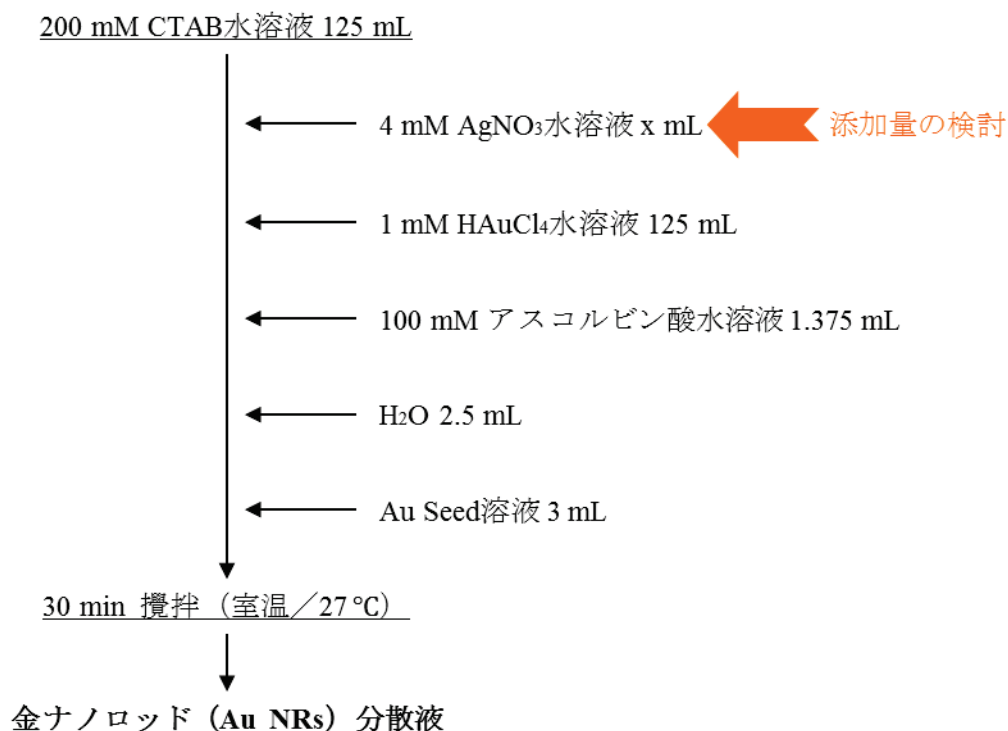 200 mM CTAB水溶液 125 mL
4 mM AgNO₃水溶液 x mL 添加量の検討
1 mM HAuCl₄水溶液 125 mL
100 mM アスコルビン酸水溶液 1.375 mL
H₂O 2.5 mL
Au Seed溶液 3 mL
30 min 攪拌（室温／27 ℃）
金ナノロッド（Au NRs）分散液